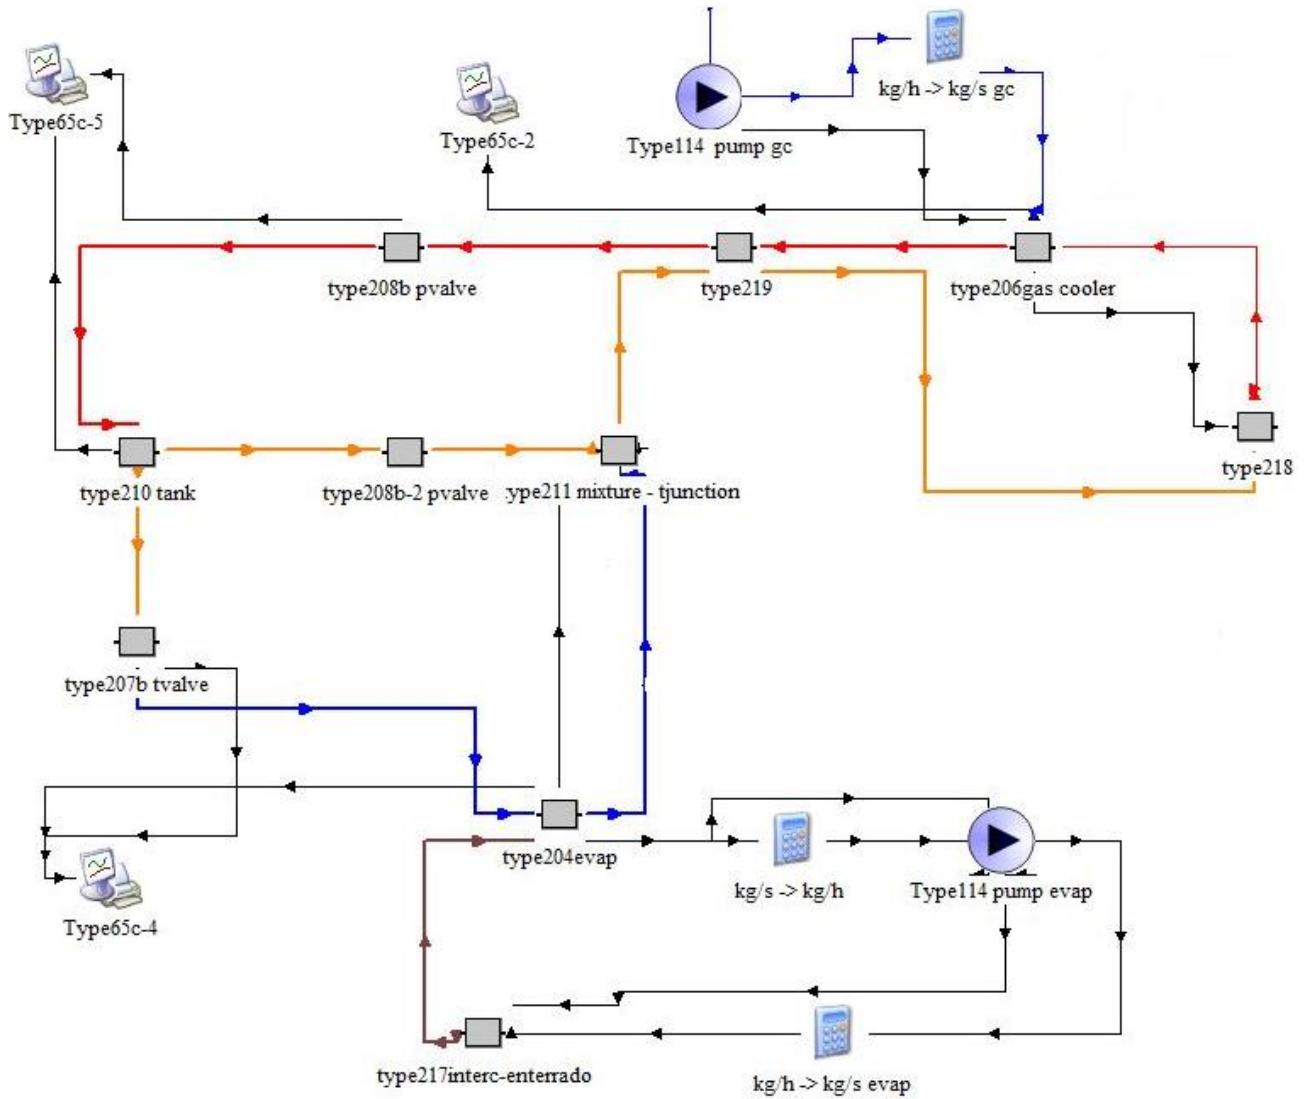 kg/h -> kg/s gc
Type65c-5
Type65c-2
Type114 pump gc
type208b pvalve
type219
type206gas cooler
type218
type210 tank
type208b-2 pvalve
ype211 mixture - tjunction
type207b tvalve
type204evap
kg/s -> kg/h
Type114 pump evap
Type65c-4
type217interc-enterrado
kg/h -> kg/s evap